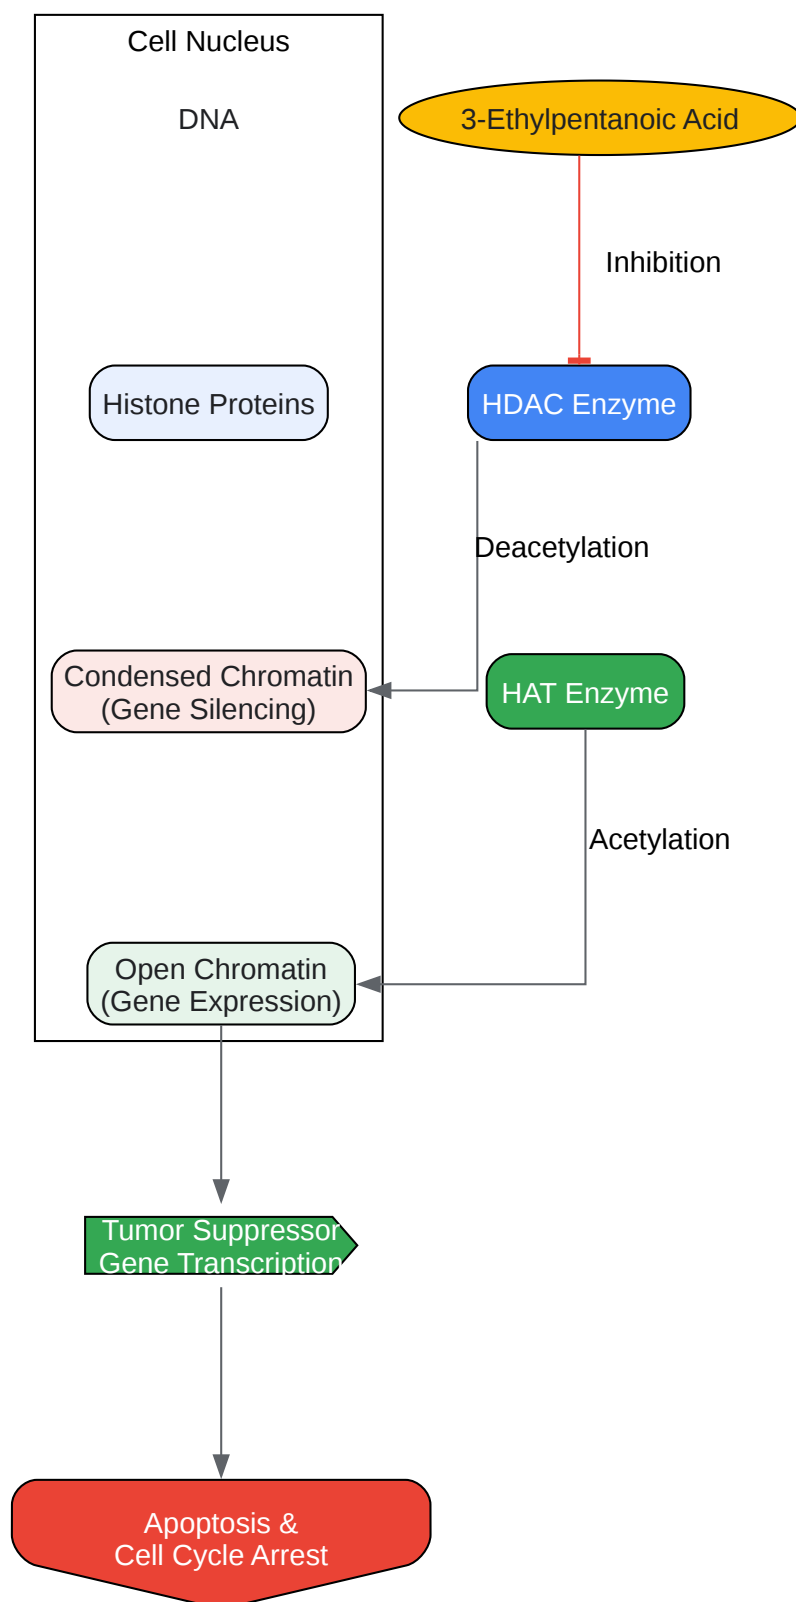 Cell Nucleus
DNA
3-Ethylpentanoic Acid
Inhibition
Histone Proteins
HDAC Enzyme
Deacetylation
Condensed Chromatin
(Gene Silencing)
HAT Enzyme
Acetylation
Open Chromatin
(Gene Expression)
Tumor Suppressor
Gene Transcription
Apoptosis &
Cell Cycle Arrest